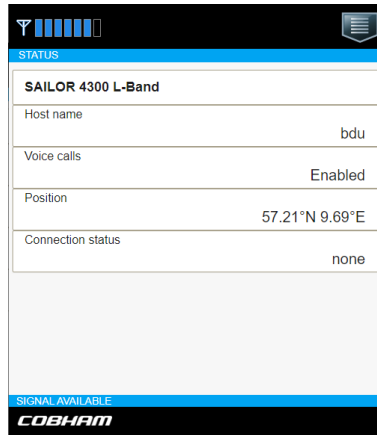 STATUS
SAILOR 4300 L-Band
Host name
bdu
Voice calls
Enabled
Position
57.21°N 9.69°E
Connection status
none
SIGNAL AVAILABLE
COBHAM